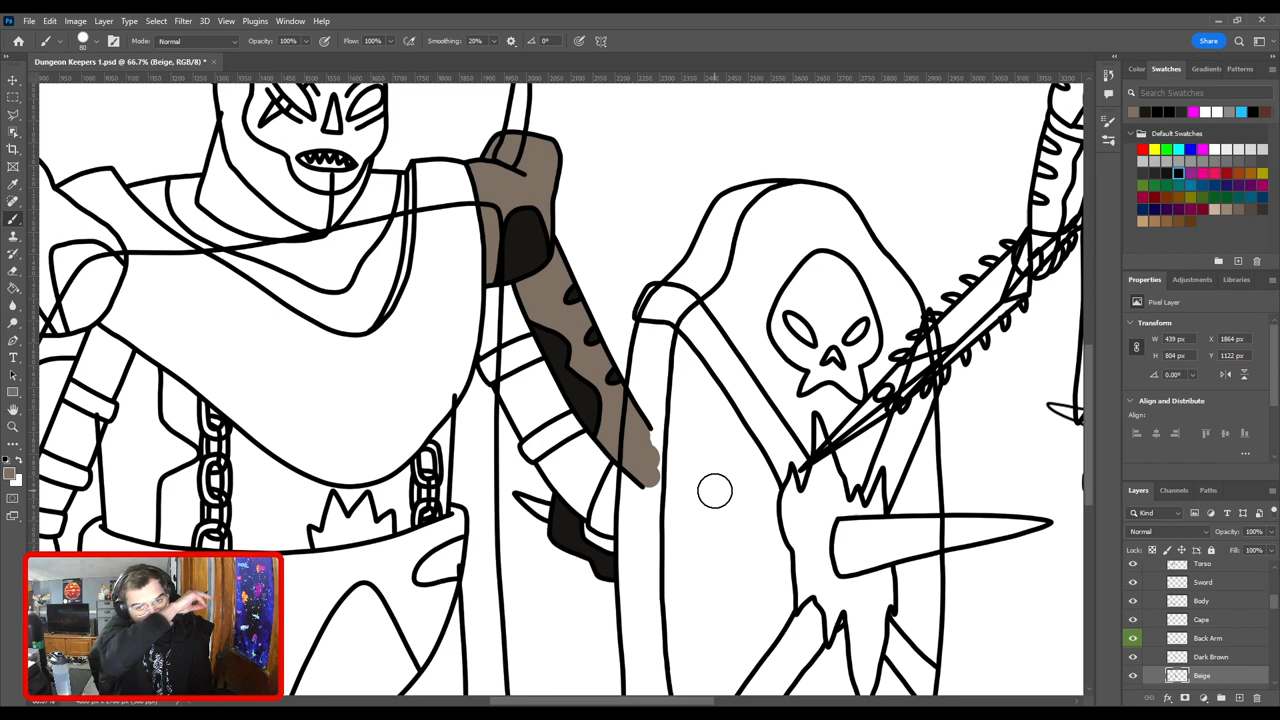 File Edit Image Layer Type Select Filter 3D View Plugins Window Help
80 Mode: Normal Opacity: 100% Flow: 100% Smoothing: 20% 0° Share
Dungeon Keepers 1.psd @ 66.7% (Beige, RGB/8) *
Color Swatches Gradients Patterns
Search Swatches
Default Swatches
Properties Adjustments Libraries
Pixel Layer
Transform
W 439 px X 1864 px
H 804 px Y 1122 px
0.00°
Align and Distribute
Align:
Layers Channels Paths
Kind
Normal Opacity: 100%
Lock: Fill: 100%
Torso
Sword
Body
Cape
Back Arm
Dark Brown
Beige